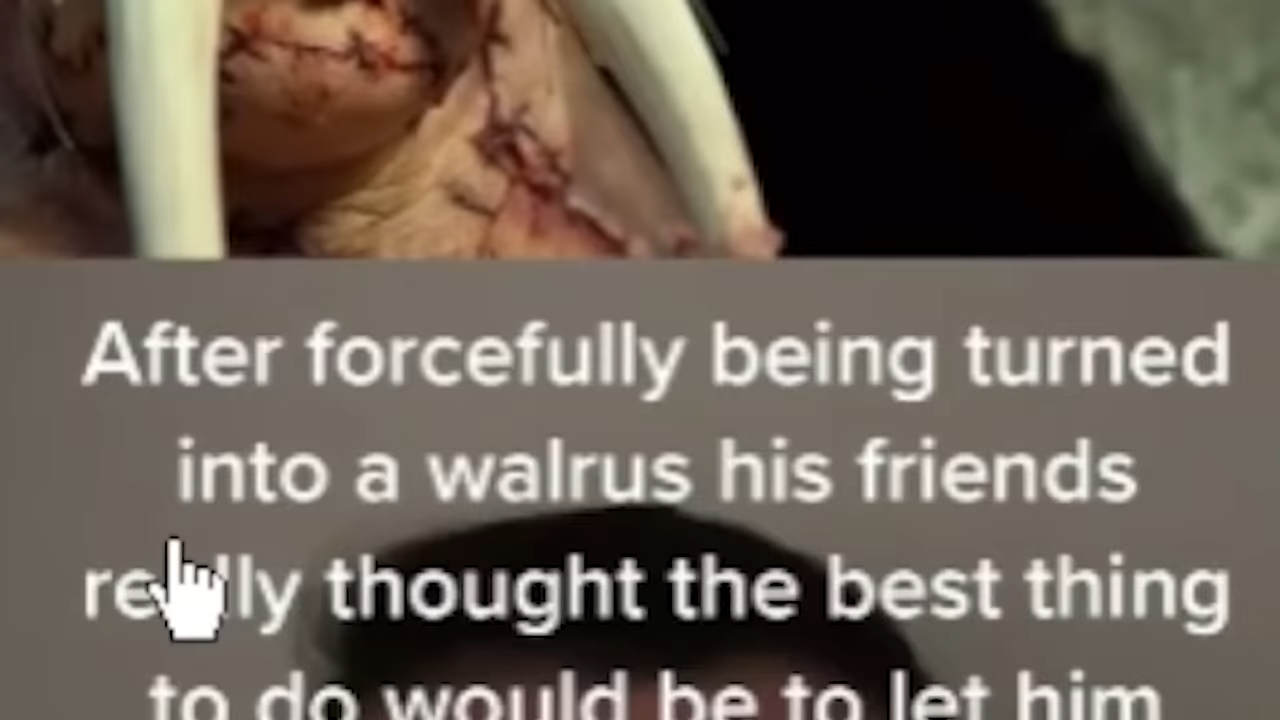 After forcefully being turned
into a walrus his friends
really thought the best thing
to do would be to let him